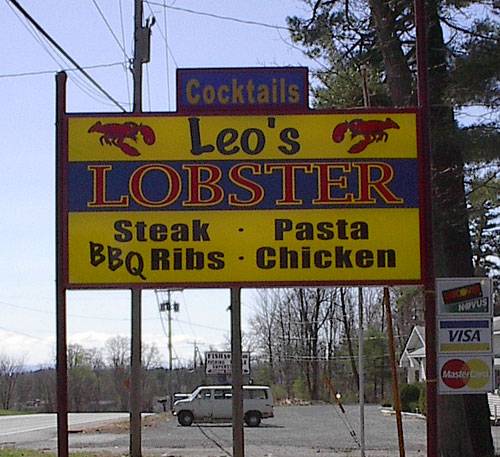 Cocktails
Leo's
LOBSTER
Steak · Pasta
BBQ Ribs · Chicken
NOVUS
VISA
MasterCard